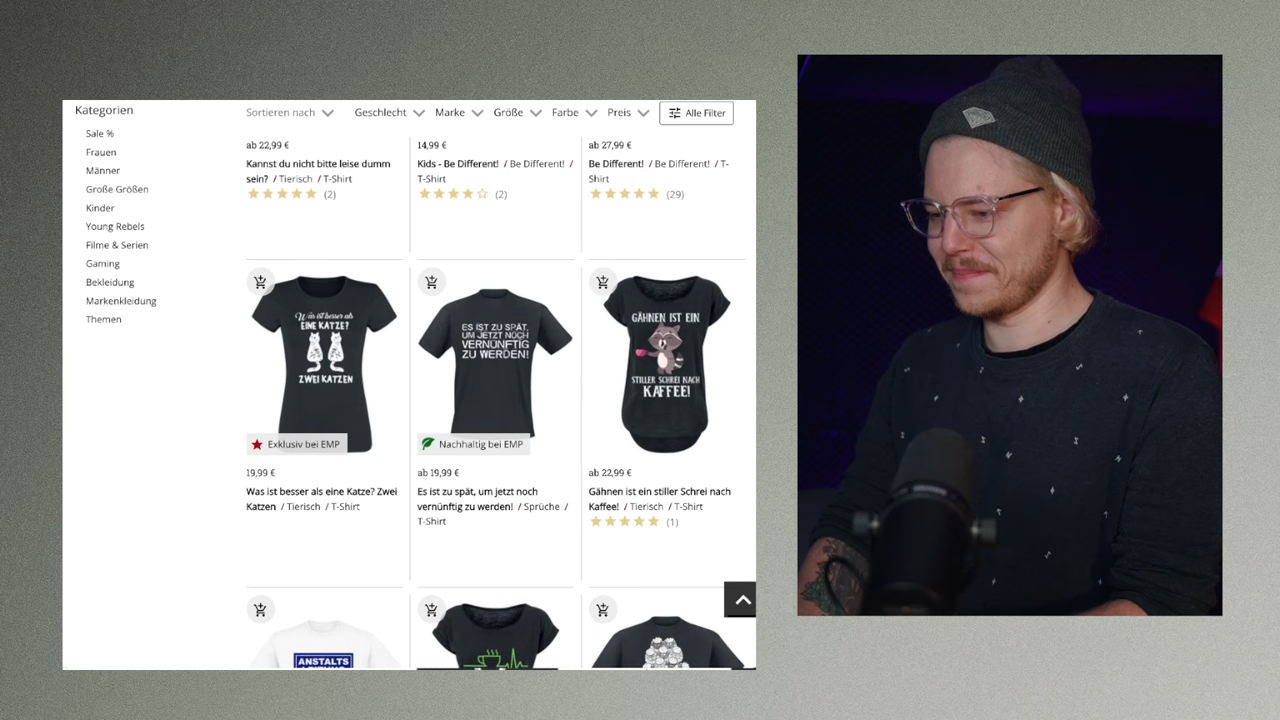 Kategorien
Sale %
Frauen
Männer
Große Größen
Kinder
Young Rebels
Filme & Serien
Gaming
Bekleidung
Markenkleidung
Themen
Sortieren nach
Geschlecht
Marke
Größe
Farbe
Preis
Alle Filter
ab 22,99 €
Kannst du nicht bitte leise dumm
sein? / Tierisch / T-Shirt
(2)
14,99 €
Kids - Be Different! / Be Different! /
T-Shirt
(2)
ab 27,99 €
Be Different! / Be Different! / T-
Shirt
(29)
Was ist besser als
EINE KATZE?
ZWEI KATZEN
Exklusiv bei EMP
19,99 €
Was ist besser als eine Katze? Zwei
Katzen / Tierisch / T-Shirt
ES IST ZU SPÄT,
UM JETZT NOCH
VERNÜNFTIG
ZU WERDEN!
Nachhaltig bei EMP
ab 19,99 €
Es ist zu spät, um jetzt noch
vernünftig zu werden! / Sprüche /
T-Shirt
GÄHNEN IST EIN
STILLER SCHREI NACH
KAFFEE!
ab 22,99 €
Gähnen ist ein stiller Schrei nach
Kaffee! / Tierisch / T-Shirt
(1)
ANSTALTS